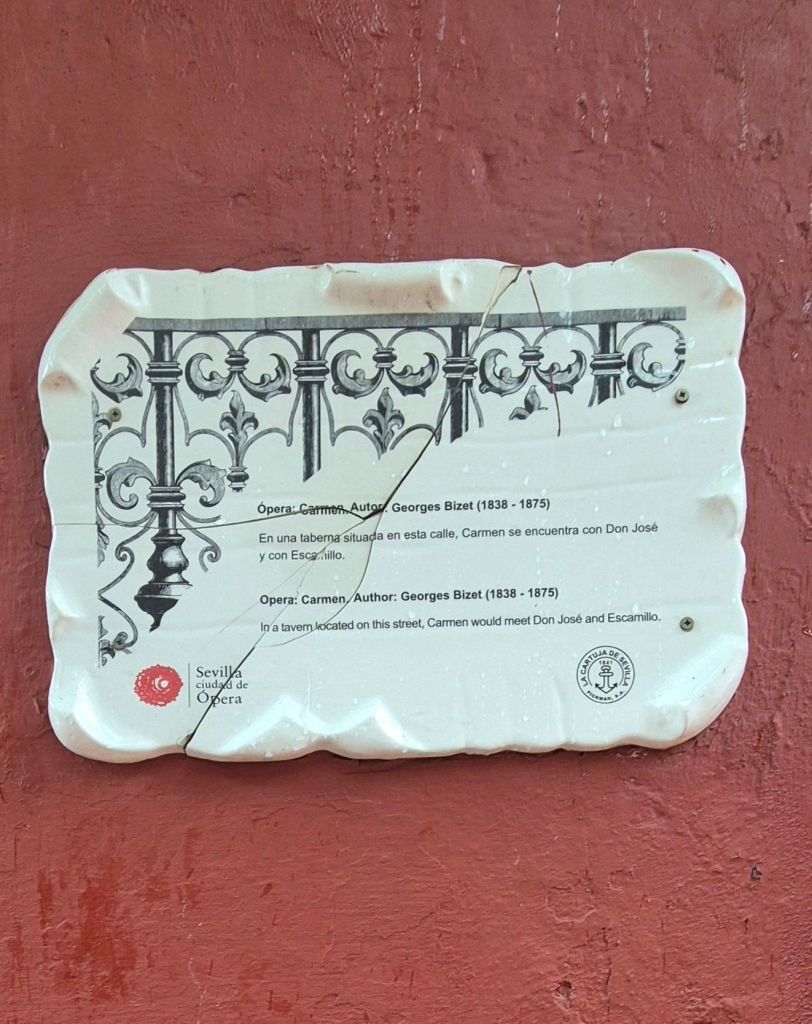 Ópera: Carmen. Autor: Georges Bizet (1838 - 1875)
En una taberna situada en esta calle, Carmen se encuentra con Don José
y con Escamillo.
Opera: Carmen. Author: Georges Bizet (1838 - 1875)
In a tavern located on this street, Carmen would meet Don José and Escamillo.
Sevilla
ciudad de
Ópera
LA CARTUJA DE SEVILLA
1841
PICKMAN, S.A.